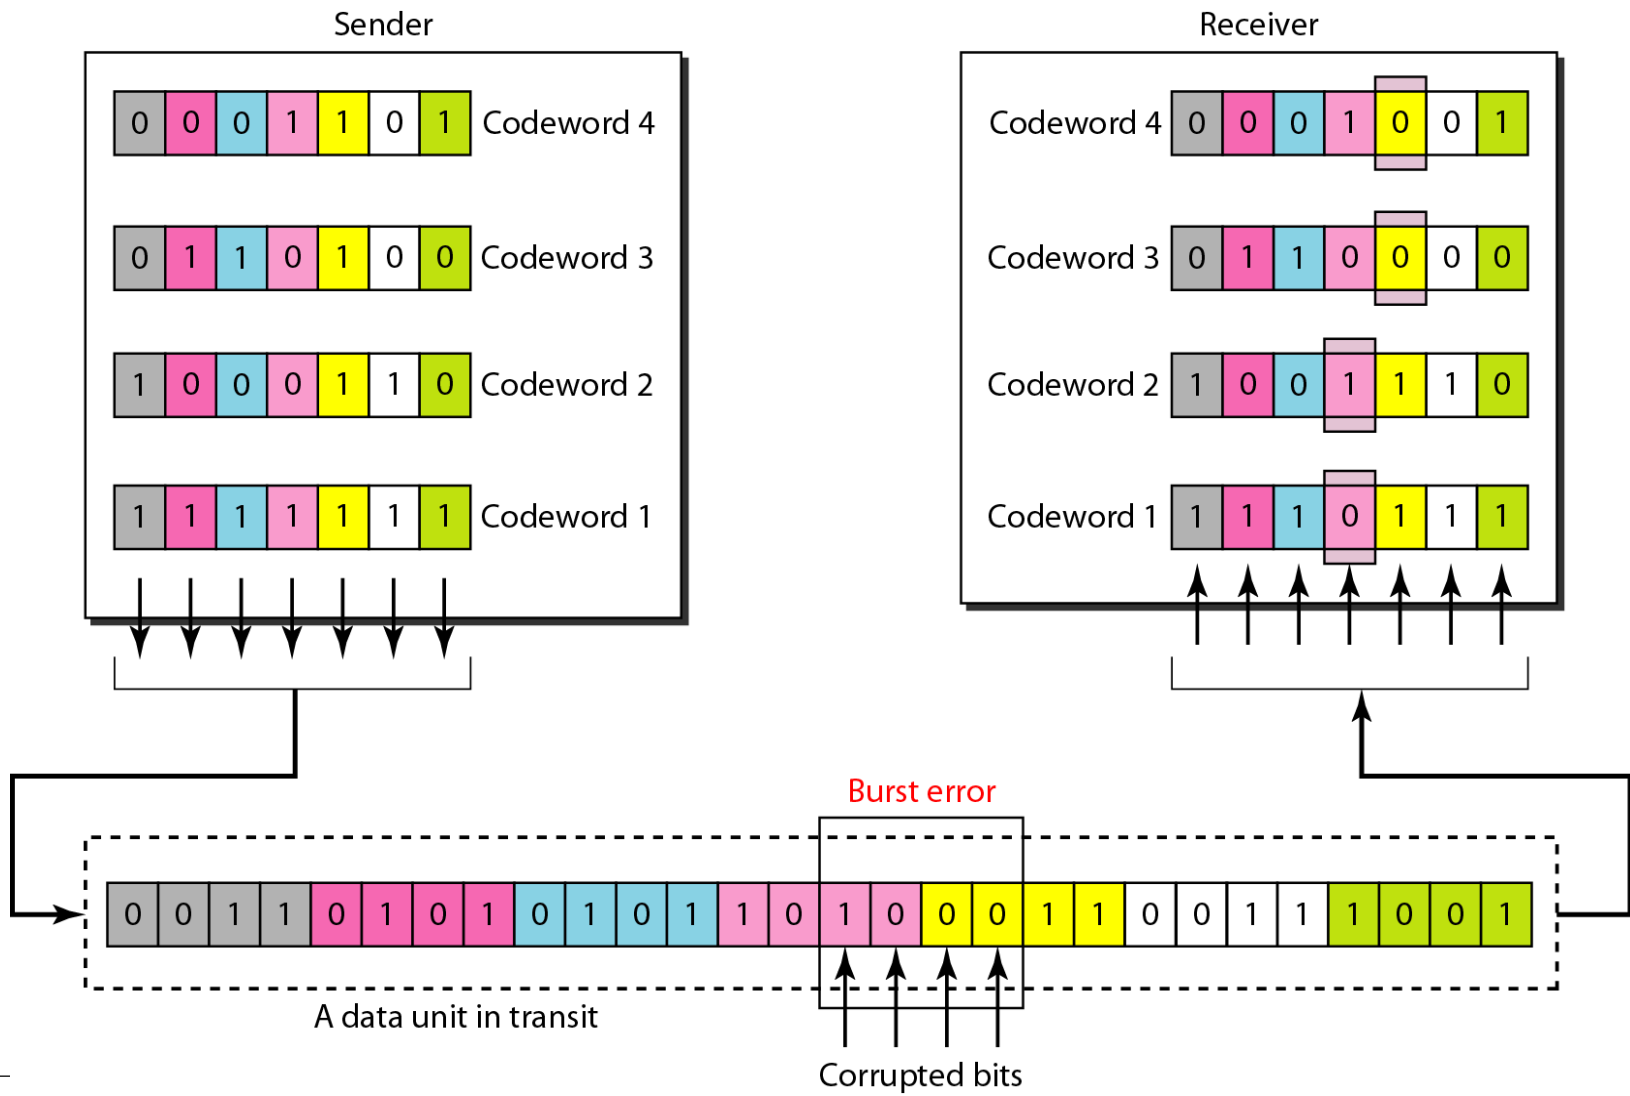 Sender
0 0 0 1 1 0 1 Codeword 4
0 1 1 0 1 0 0 Codeword 3
1 0 0 0 1 1 0 Codeword 2
1 1 1 1 1 1 1 Codeword 1
Receiver
Codeword 4 0 0 0 1 0 0 1
Codeword 3 0 1 1 0 0 0 0
Codeword 2 1 0 0 1 1 1 0
Codeword 1 1 1 1 0 1 1 1
Burst error
0 0 1 1 0 1 0 1 0 1 0 1 1 0 1 0 0 0 1 1 0 0 1 1 1 0 0 1
A data unit in transit
Corrupted bits